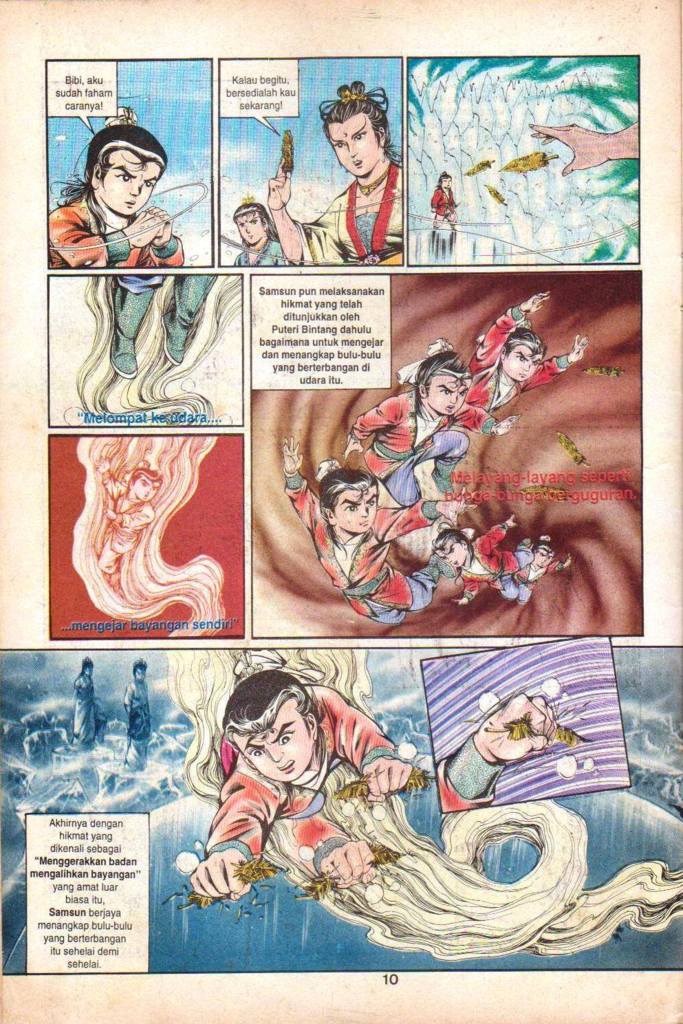 Bibi, aku
sudah faham
caranya!
Kalau begitu,
bersedialah kau
sekarang!
"Melompat ke udara....
Samsun pun melaksanakan
hikmat yang telah
ditunjukkan oleh
Puteri Bintang dahulu
bagaimana untuk mengejar
dan menangkap bulu-bulu
yang berterbangan di
udara itu.
Melayang-layang seperti
bunga-bunga berguguran.
...mengejar bayangan sendiri"
Akhirnya dengan
hikmat yang
dikenali sebagai
"Menggerakkan badan
mengalihkan bayangan"
yang amat luar
biasa itu,
Samsun berjaya
menangkap bulu-bulu
yang berterbangan
itu sehelai demi
sehelai.
10